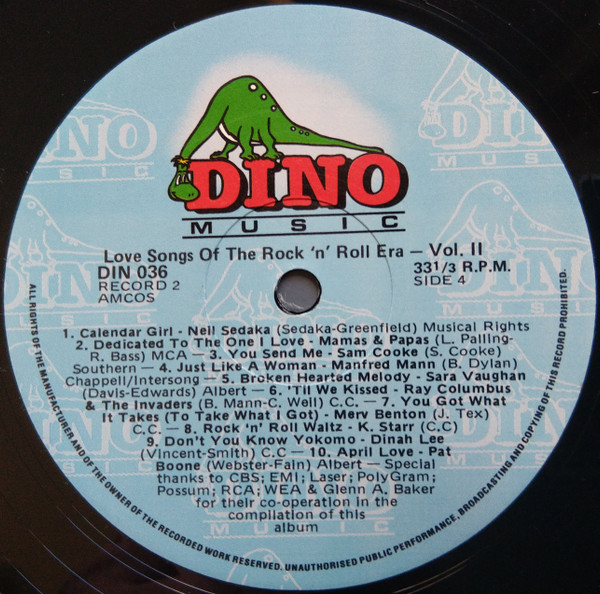 DINO
MUSIC
Love Songs Of The Rock 'n' Roll Era – Vol. II
DIN 036
RECORD 2
AMCOS
33 1/3 R.P.M.
SIDE 4
1. Calendar Girl - Neil Sedaka (Sedaka-Greenfield) Musical Rights
2. Dedicated To The One I Love - Mamas & Papas (L. Palling-
R. Bass) MCA – 3. You Send Me - Sam Cooke (S. Cooke)
Southern – 4. Just Like A Woman - Manfred Mann (B. Dylan)
Chappell/Intersong – 5. Broken Hearted Melody - Sara Vaughan
(Davis-Edwards) Albert – 6. 'Til We Kissed - Ray Columbus
& The Invaders (B. Mann-C. Well) C.C. – 7. You Got What
It Takes (To Take What I Got) - Merv Benton (J. Tex)
C.C. – 8. Rock 'n' Roll Waltz - K. Starr (C.C)
9. Don't You Know Yokomo - Dinah Lee
(Vincent-Smith) C.C – 10. April Love - Pat
Boone (Webster-Fain) Albert – Special
thanks to CBS; EMI; Laser; PolyGram;
Possum; RCA; WEA & Glenn A. Baker
for their co-operation in the
compilation of this
album
ALL RIGHTS OF THE MANUFACTURER AND OF THE OWNER OF THE RECORDED WORK RESERVED. UNAUTHORISED PUBLIC PERFORMANCE, BROADCASTING AND COPYING OF THIS RECORD PROHIBITED.